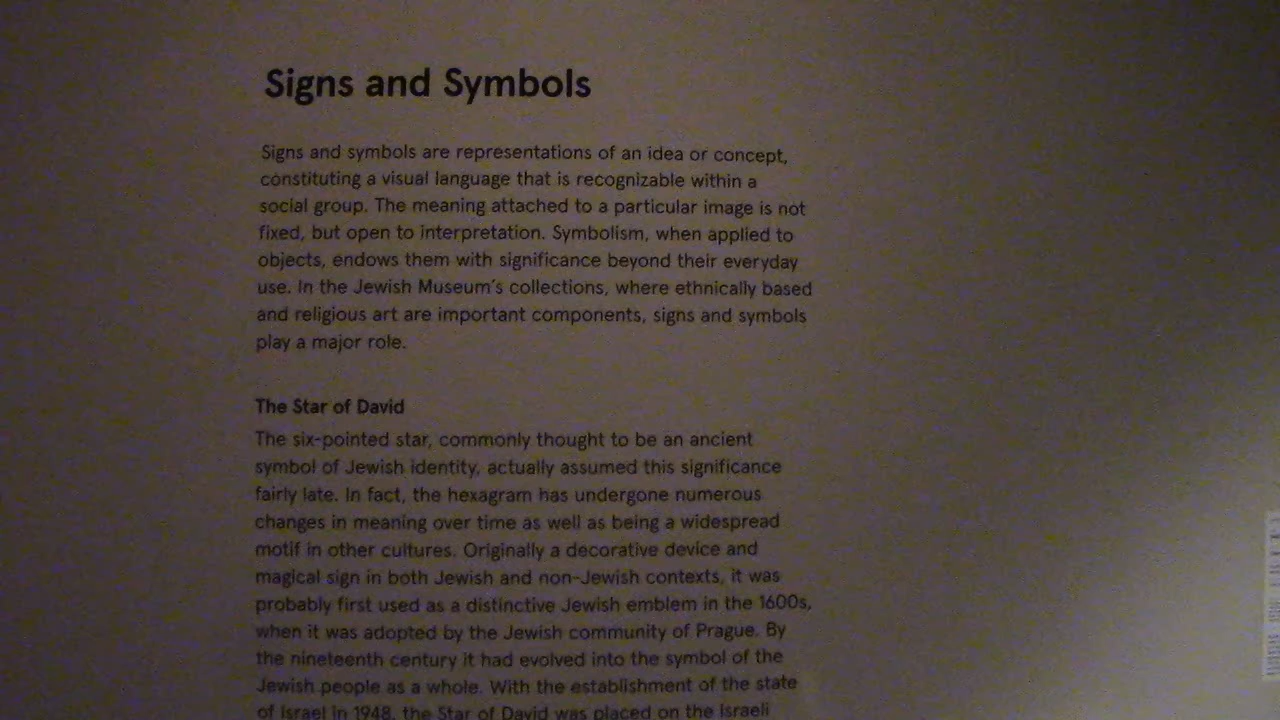 Signs and Symbols
Signs and symbols are representations of an idea or concept,
constituting a visual language that is recognizable within a
social group. The meaning attached to a particular image is not
fixed, but open to interpretation. Symbolism, when applied to
objects, endows them with significance beyond their everyday
use. In the Jewish Museum's collections, where ethnically based
and religious art are important components, signs and symbols
play a major role.
The Star of David
The six-pointed star, commonly thought to be an ancient
symbol of Jewish identity, actually assumed this significance
fairly late. In fact, the hexagram has undergone numerous
changes in meaning over time as well as being a widespread
motif in other cultures. Originally a decorative device and
magical sign in both Jewish and non-Jewish contexts, it was
probably first used as a distinctive Jewish emblem in the 1600s,
when it was adopted by the Jewish community of Prague. By
the nineteenth century it had evolved into the symbol of the
Jewish people as a whole. With the establishment of the state
of Israel in 1948, the Star of David was placed on the Israeli